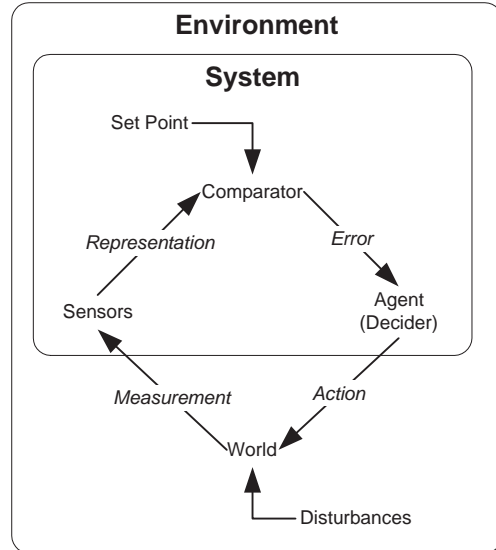 Environment
System
Set Point
Comparator
Representation
Error
Sensors
Agent
(Decider)
Measurement
Action
World
Disturbances